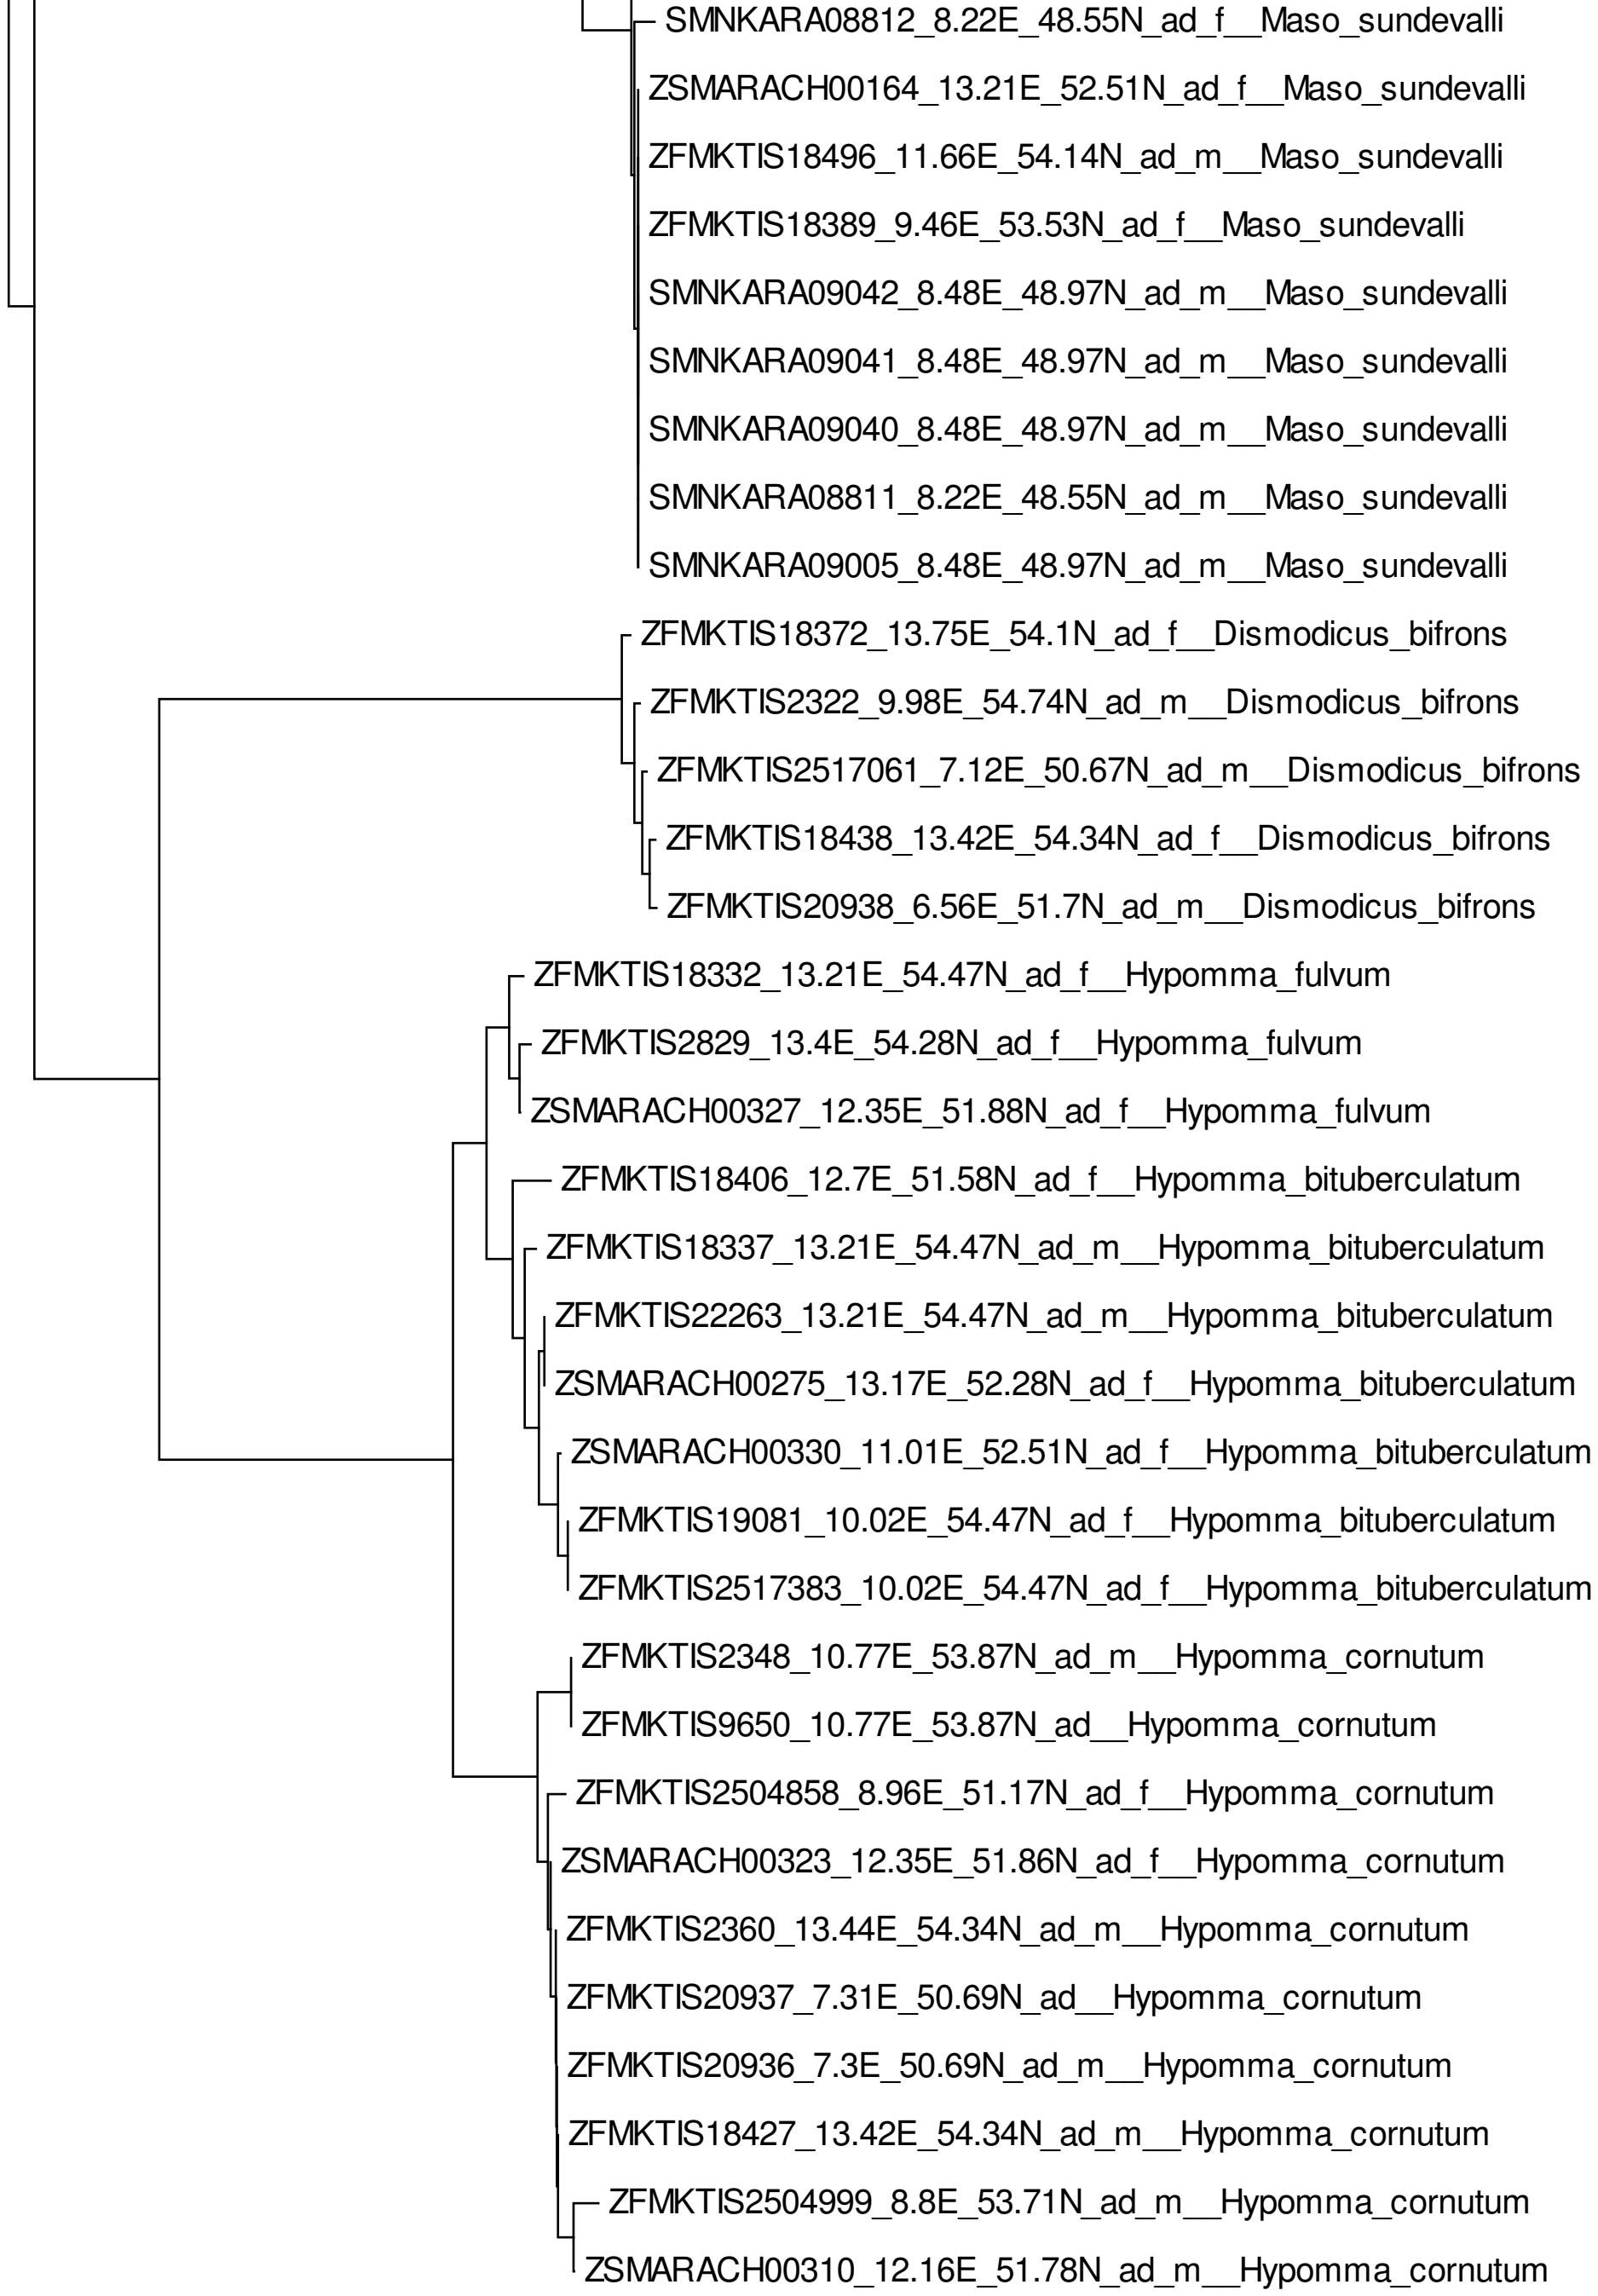 SMNKARA08812_8.22E_48.55N_ad_f__Maso_sundevalli
ZSMARACH00164_13.21E_52.51N_ad_f__Maso_sundevalli
ZFMKTIS18496_11.66E_54.14N_ad_m__Maso_sundevalli
ZFMKTIS18389_9.46E_53.53N_ad_f__Maso_sundevalli
SMNKARA09042_8.48E_48.97N_ad_m__Maso_sundevalli
SMNKARA09041_8.48E_48.97N_ad_m__Maso_sundevalli
SMNKARA09040_8.48E_48.97N_ad_m__Maso_sundevalli
SMNKARA08811_8.22E_48.55N_ad_m__Maso_sundevalli
SMNKARA09005_8.48E_48.97N_ad_m__Maso_sundevalli
ZFMKTIS18372_13.75E_54.1N_ad_f__Dismodicus_bifrons
ZFMKTIS2322_9.98E_54.74N_ad_m__Dismodicus_bifrons
ZFMKTIS2517061_7.12E_50.67N_ad_m__Dismodicus_bifrons
ZFMKTIS18438_13.42E_54.34N_ad_f__Dismodicus_bifrons
ZFMKTIS20938_6.56E_51.7N_ad_m__Dismodicus_bifrons
ZFMKTIS18332_13.21E_54.47N_ad_f__Hypomma_fulvum
ZFMKTIS2829_13.4E_54.28N_ad_f__Hypomma_fulvum
ZSMARACH00327_12.35E_51.88N_ad_f__Hypomma_fulvum
ZFMKTIS18406_12.7E_51.58N_ad_f__Hypomma_bituberculatum
ZFMKTIS18337_13.21E_54.47N_ad_m__Hypomma_bituberculatum
ZFMKTIS22263_13.21E_54.47N_ad_m__Hypomma_bituberculatum
ZSMARACH00275_13.17E_52.28N_ad_f__Hypomma_bituberculatum
ZSMARACH00330_11.01E_52.51N_ad_f__Hypomma_bituberculatum
ZFMKTIS19081_10.02E_54.47N_ad_f__Hypomma_bituberculatum
ZFMKTIS2517383_10.02E_54.47N_ad_f__Hypomma_bituberculatum
ZFMKTIS2348_10.77E_53.87N_ad_m__Hypomma_cornutum
ZFMKTIS9650_10.77E_53.87N_ad__Hypomma_cornutum
ZFMKTIS2504858_8.96E_51.17N_ad_f__Hypomma_cornutum
ZSMARACH00323_12.35E_51.86N_ad_f__Hypomma_cornutum
ZFMKTIS2360_13.44E_54.34N_ad_m__Hypomma_cornutum
ZFMKTIS20937_7.31E_50.69N_ad__Hypomma_cornutum
ZFMKTIS20936_7.3E_50.69N_ad_m__Hypomma_cornutum
ZFMKTIS18427_13.42E_54.34N_ad_m__Hypomma_cornutum
ZFMKTIS2504999_8.8E_53.71N_ad_m__Hypomma_cornutum
ZSMARACH00310_12.16E_51.78N_ad_m__Hypomma_cornutum